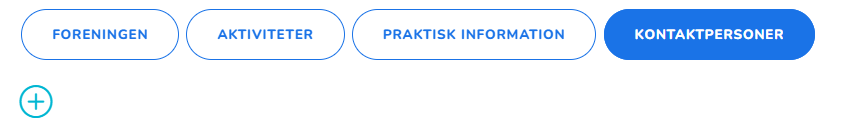 FORENINGEN AKTIVITETER PRAKTISK INFORMATION KONTAKTPERSONER